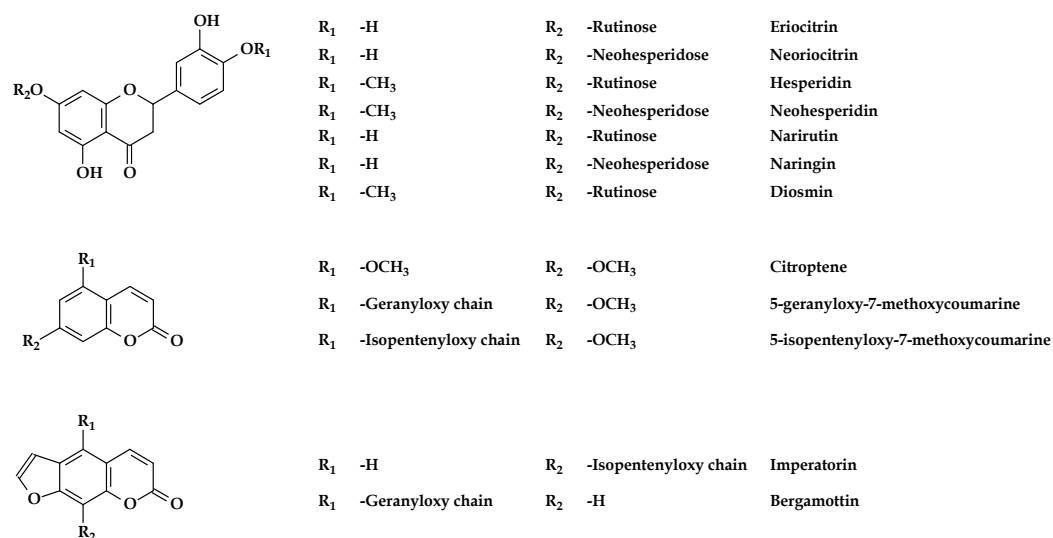 OH
OR₁
R₂O
O
OH
O
R₁ -H R₂ -Rutinose Eriocitrin
R₁ -H R₂ -Neohesperidose Neoriocitrin
R₁ -CH₃ R₂ -Rutinose Hesperidin
R₁ -CH₃ R₂ -Neohesperidose Neohesperidin
R₁ -H R₂ -Rutinose Narirutin
R₁ -H R₂ -Neohesperidose Naringin
R₁ -CH₃ R₂ -Rutinose Diosmin
R₁
R₂
O
O
R₁ -OCH₃ R₂ -OCH₃ Citroptene
R₁ -Geranyloxy chain R₂ -OCH₃ 5-geranyloxy-7-methoxycoumarine
R₁ -Isopentenyloxy chain R₂ -OCH₃ 5-isopentenyloxy-7-methoxycoumarine
R₁
O
O
O
R₂
R₁ -H R₂ -Isopentenyloxy chain Imperatorin
R₁ -Geranyloxy chain R₂ -H Bergamottin